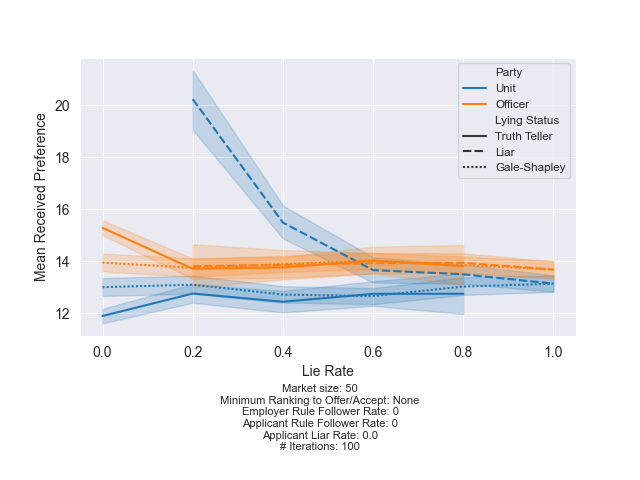 Party
Unit
Officer
Lying Status
Truth Teller
Liar
Gale-Shapley
Mean Received Preference
20
18
16
14
12
0.0 0.2 0.4 0.6 0.8 1.0
Lie Rate
Market size: 50
Minimum Ranking to Offer/Accept: None
Employer Rule Follower Rate: 0
Applicant Rule Follower Rate: 0
Applicant Liar Rate: 0.0
# Iterations: 100